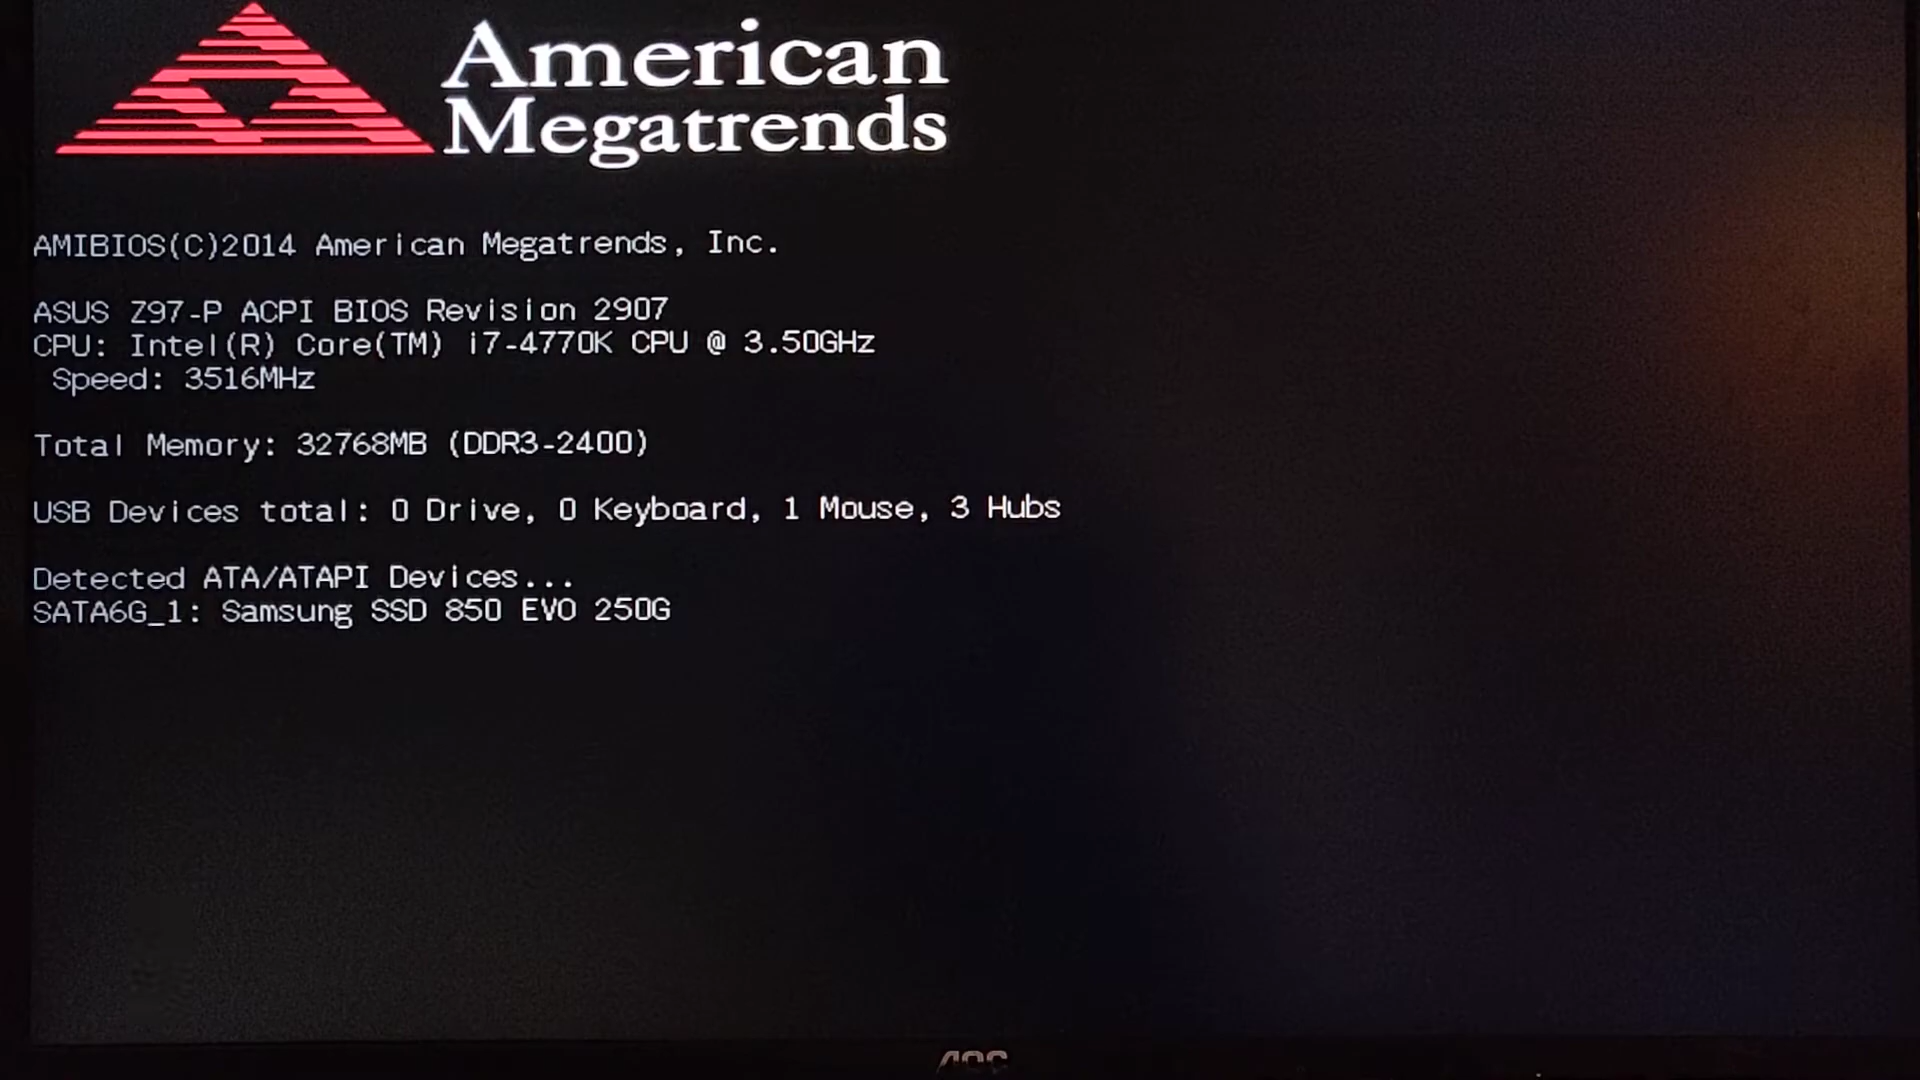 American
Megatrends
AMIBIOS(C)2014 American Megatrends, Inc.
ASUS Z97-P ACPI BIOS Revision 2907
CPU: Intel(R) Core(TM) i7-4770K CPU @ 3.50GHz
Speed: 3516MHz
Total Memory: 32768MB (DDR3-2400)
USB Devices total: 0 Drive, 0 Keyboard, 1 Mouse, 3 Hubs
Detected ATA/ATAPI Devices...
SATA6G_1: Samsung SSD 850 EVO 250G
AOC